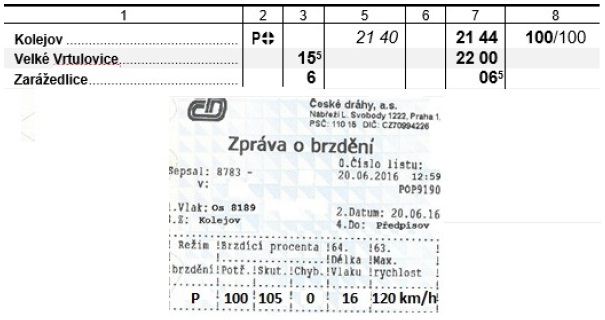 1 2 3 5 6 7 8
Kolejov P 21 40 21 44 100/100
Velké Vrtulovice 15⁵ 22 00
Zarážedlice 6 06⁵
ČD České dráhy, a.s.
Nábřeží L. Svobody 1222, Praha 1
PSČ: 110 15 DIČ: CZ70994226
Zpráva o brzdění
0.Číslo listu:
Sepsal: 8783 - 20.06.2016 12:59
V: POP9190
.Vlak: Os 8189 2.Datum: 20.06.16
.Z: Kolejov 4.Do: Předpisov
Režim !Brzdící procenta !64. !63.
!Délka !Max. !
brzdění!Potř.!Skut.!Chyb.!Vlaku !rychlost !
P 100 105 0 16 120 km/h